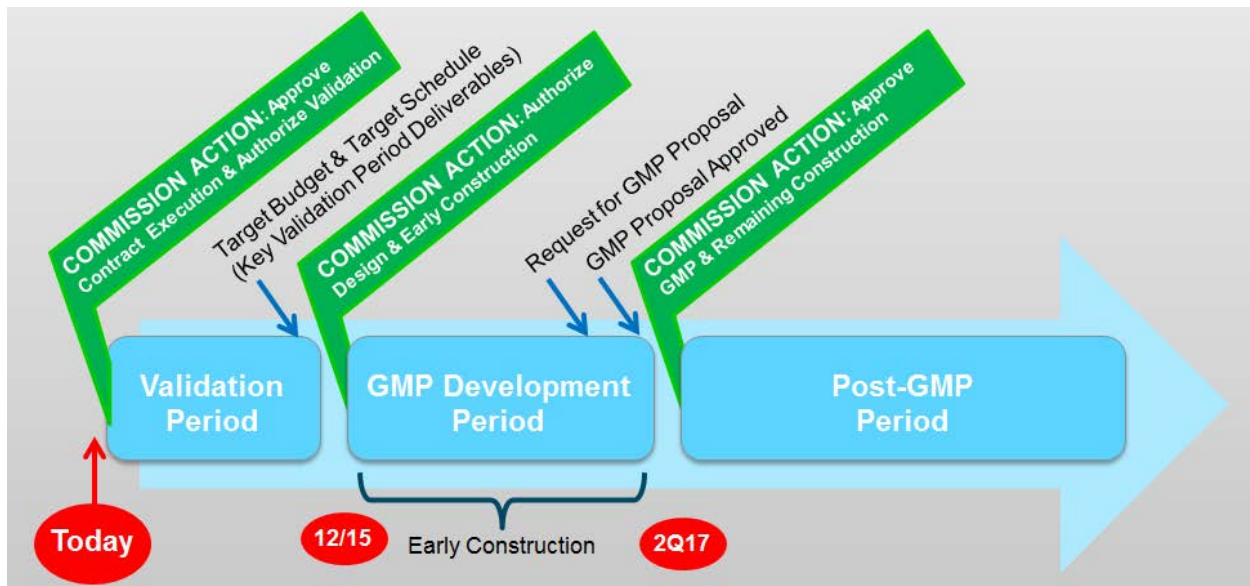 COMMISSION ACTION: Approve
Contract Execution & Authorize Validation
Target Budget & Target Schedule
(Key Validation Period Deliverables)
COMMISSION ACTION: Authorize
Design & Early Construction
Request for GMP Proposal
GMP Proposal Approved
COMMISSION ACTION: Approve
GMP & Remaining Construction
Validation
Period
GMP Development
Period
Post-GMP
Period
Today
12/15
Early Construction
2Q17